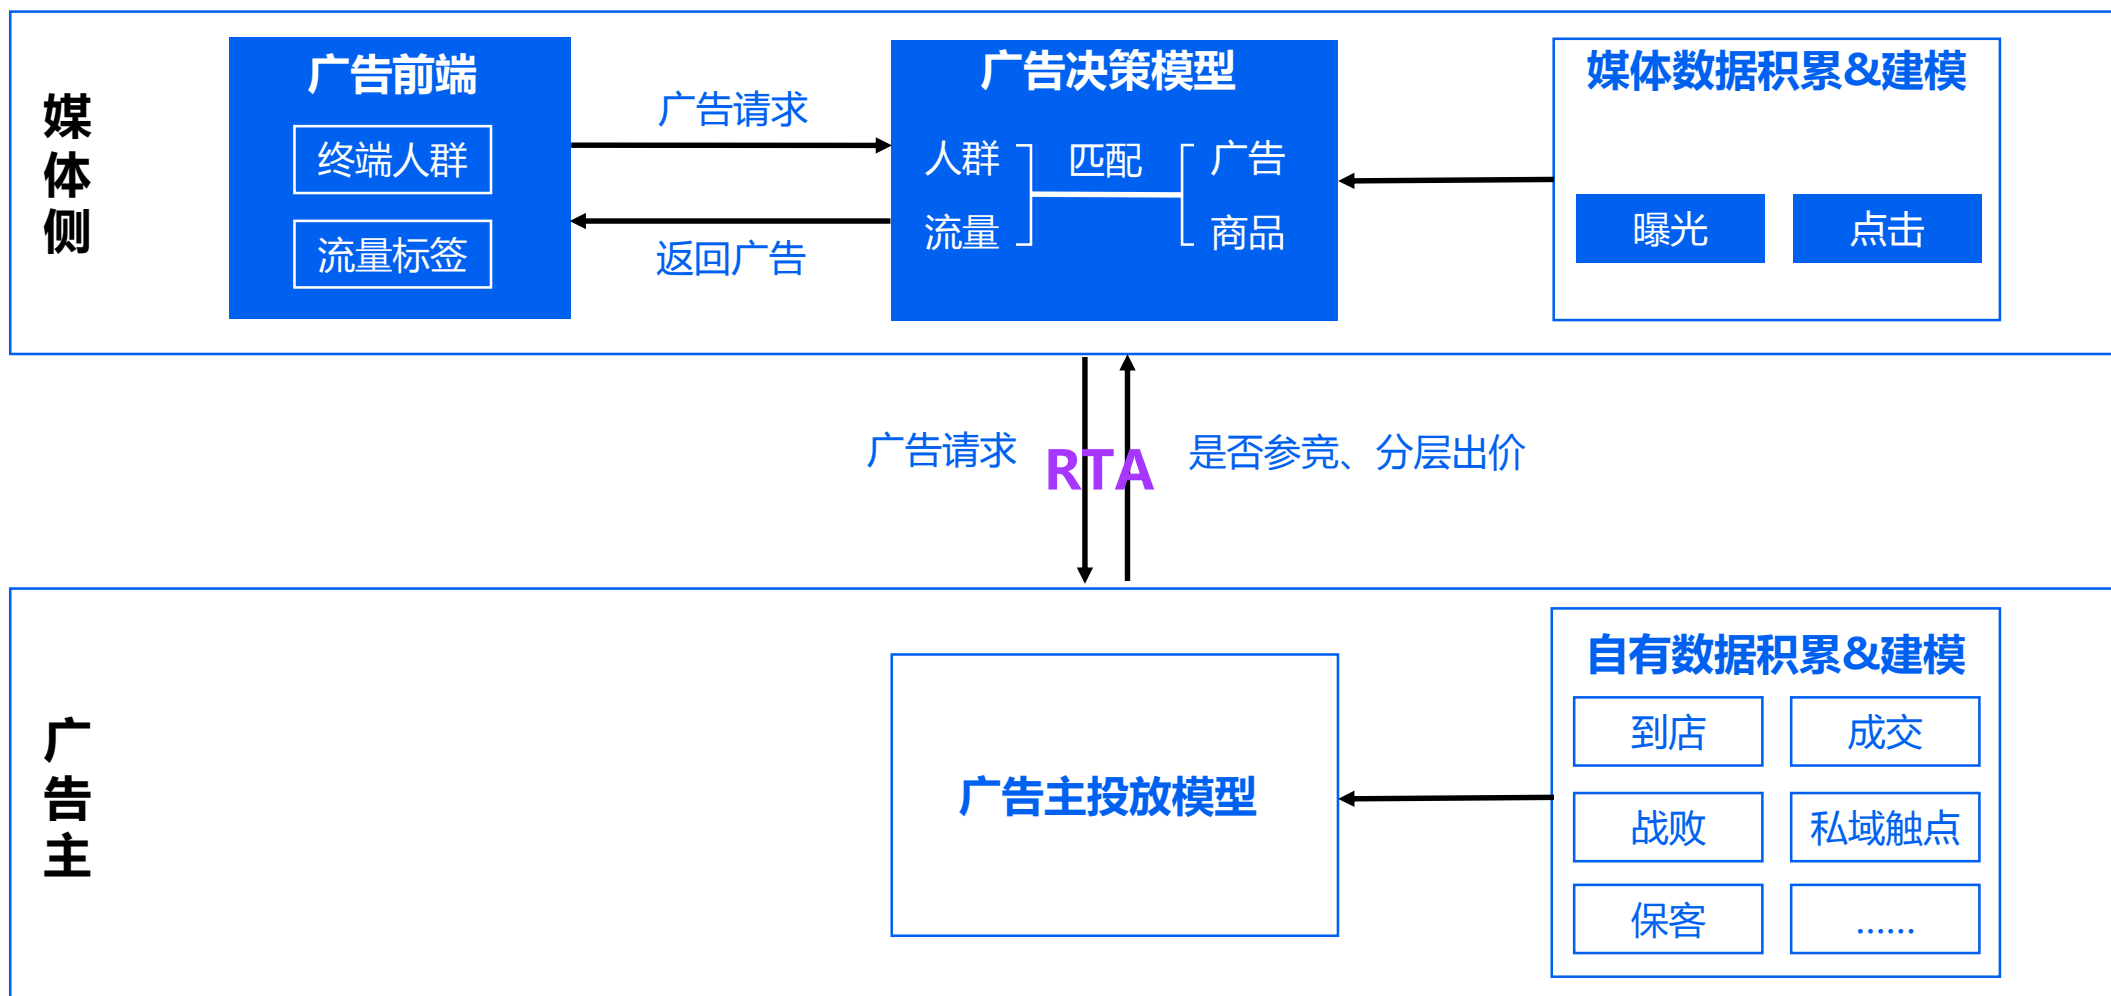 媒体侧
广告前端
终端人群
流量标签
广告请求
返回广告
广告决策模型
人群
流量
匹配
广告
商品
媒体数据积累&建模
曝光
点击
广告请求
RTA
是否参竞、分层出价
广告主
广告主投放模型
自有数据积累&建模
到店
成交
战败
私域触点
保客
......